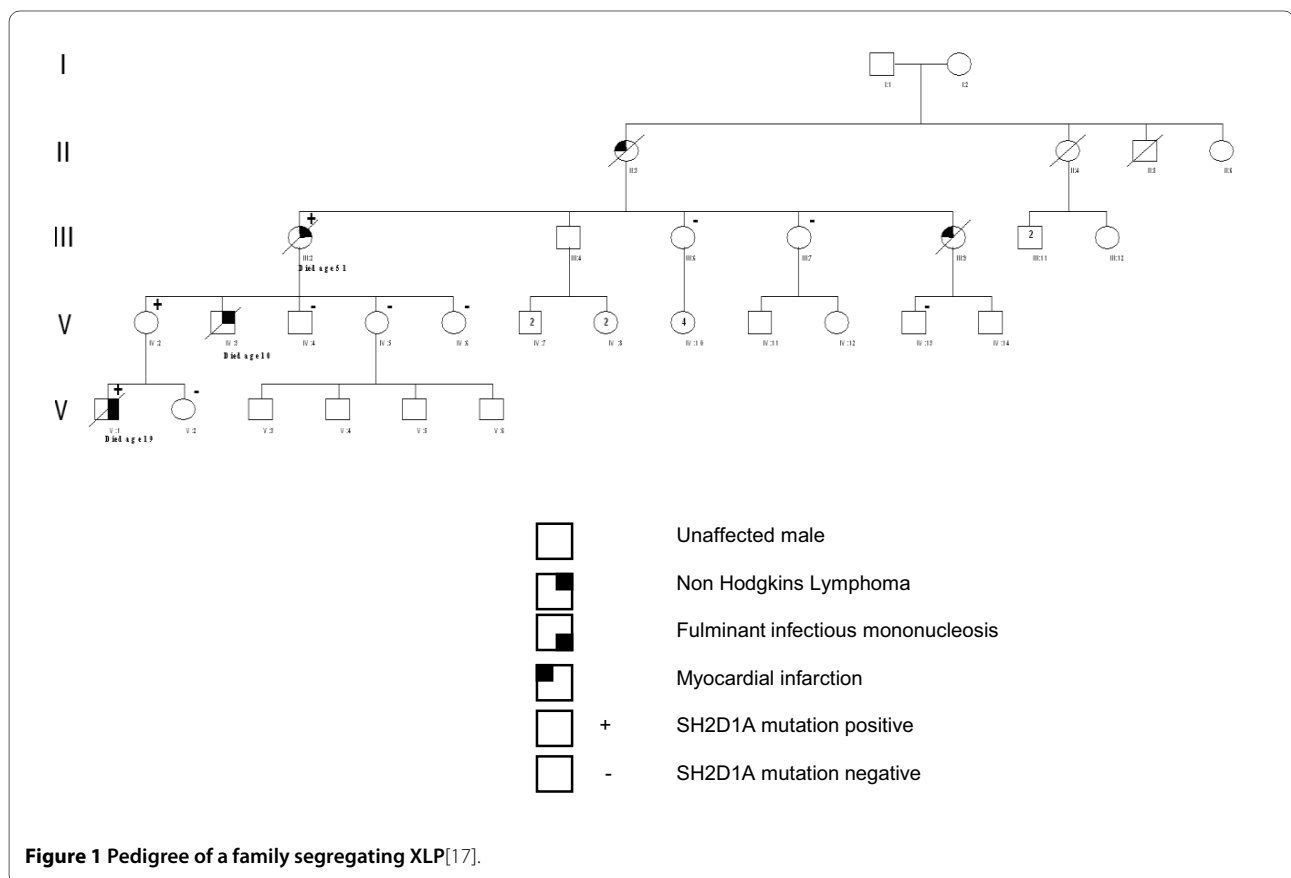 I
I:1 I:2
II
II:4 II:5 II:6
+ - -
III 2
III:2 III:4 III:6 III:7 III:9 III:11 III:12
Died age 51
+ - - - -
V 2 2 4
IV:2 IV:3 IV:4 IV:5 IV:6 IV:7 IV:8 IV:10 IV:11 IV:12 IV:13 IV:14
Died age 10
+ -
V
V:1 V:2 V:3 V:4 V:5 V:6
Died age 19
Unaffected male
Non Hodgkins Lymphoma
Fulminant infectious mononucleosis
Myocardial infarction
+ SH2D1A mutation positive
- SH2D1A mutation negative
Figure 1 Pedigree of a family segregating XLP[17].